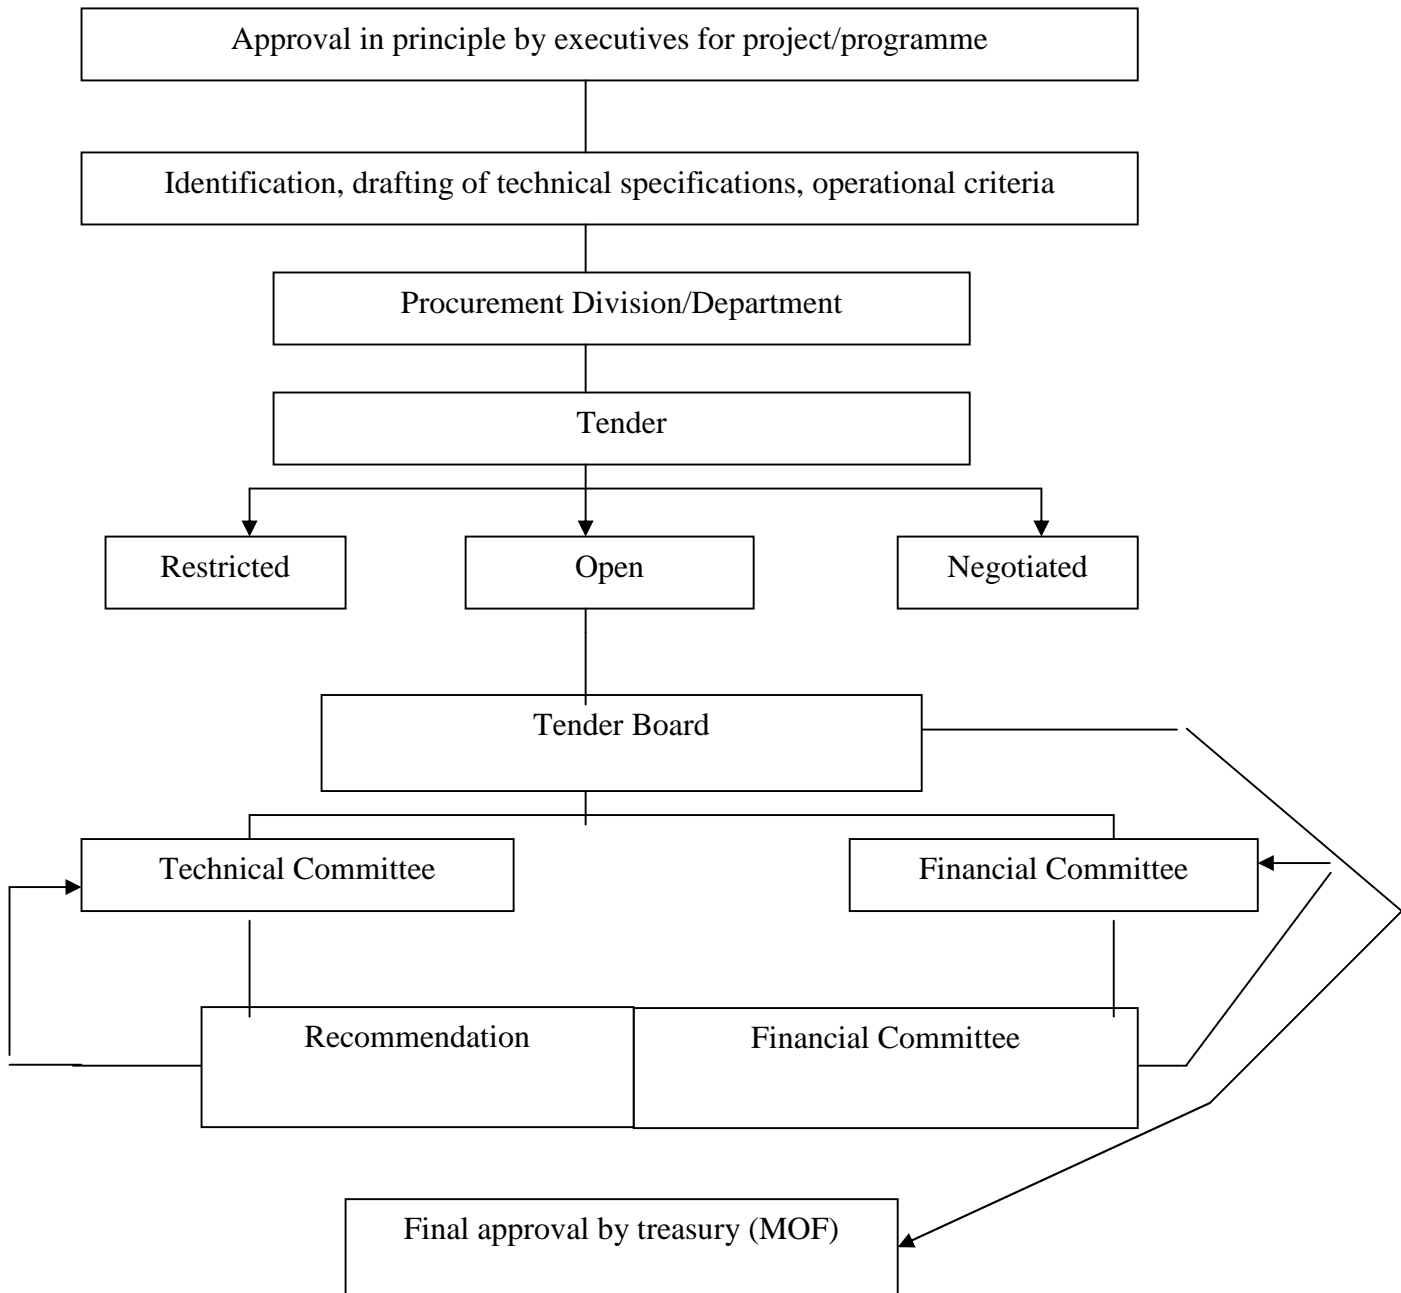 Approval in principle by executives for project/programme
Identification, drafting of technical specifications, operational criteria
Procurement Division/Department
Tender
Restricted
Open
Negotiated
Tender Board
Technical Committee
Financial Committee
Recommendation
Financial Committee
Final approval by treasury (MOF)